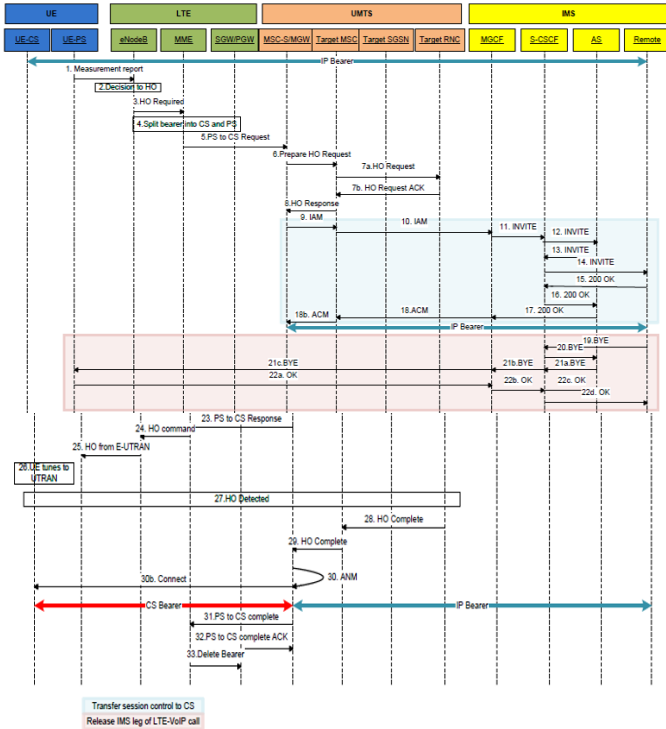 UE LTE UMTS IMS
UE-CS UE-PS eNodeB MME SGW/PGW MSC-S/MGW Target MSC Target SGSN Target RNC MGCF S-CSCF AS Remote
IP Bearer
1. Measurement report
2.Decision to HO
3.HO Required
4.Split bearer into CS and PS
5.PS to CS Request
6.Prepare HO Request
7a.HO Request
7b. HO Request ACK
8.HO Response
9. IAM
10. IAM
11. INVITE
12. INVITE
13. INVITE
14. INVITE
15. 200 OK
16. 200 OK
18b. ACM 18.ACM 17. 200 OK
IP Bearer
19.BYE
20.BYE
21c.BYE 21b.BYE 21a.BYE
22a. OK
22b. OK 22c. OK
22d. OK
23. PS to CS Response
24. HO command
25. HO from E-UTRAN
26.UE tunes to
UTRAN
27.HO Detected
28. HO Complete
29. HO Complete
30. ANM
30b. Connect
CS Bearer IP Bearer
31.PS to CS complete
32.PS to CS complete ACK
33.Delete Bearer
Transfer session control to CS
Release IMS leg of LTE-VoIP call